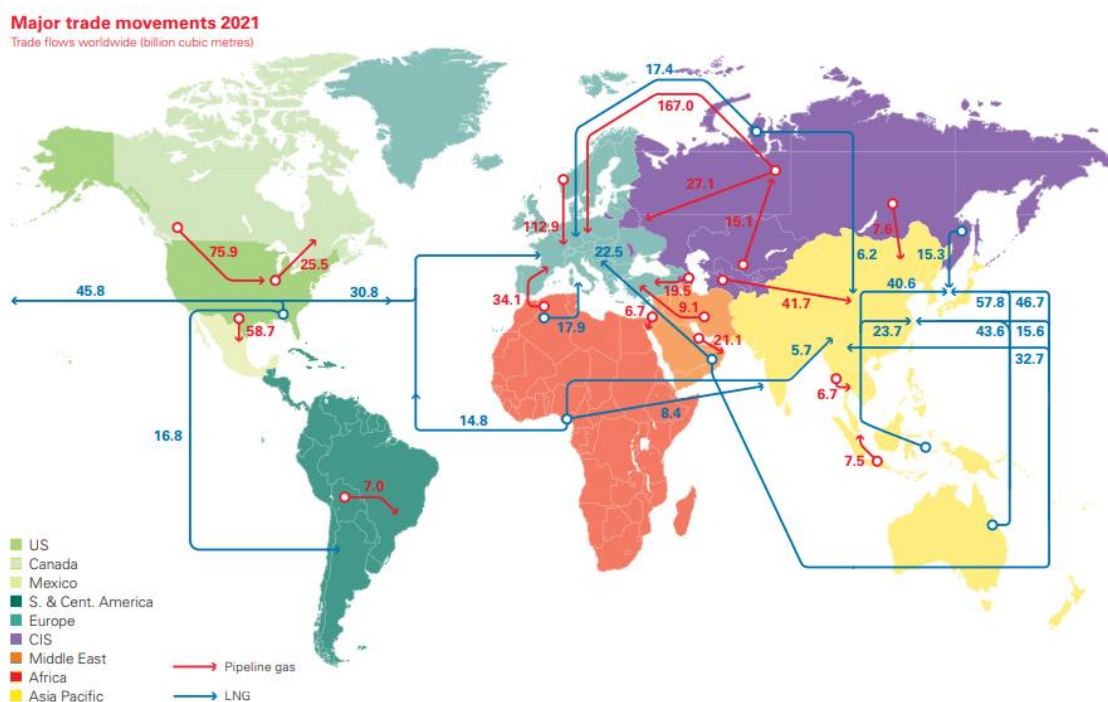 Major trade movements 2021
Trade flows worldwide (billion cubic metres)
17.4
167.0
27.1
112.9
15.1
75.9
7.6
22.5
6.2
15.3
25.5
40.6
45.8
30.8
34.1
19.5
41.7
57.8
46.7
6.7
9.1
58.7
17.9
23.7
43.6
15.6
21.1
5.7
32.7
6.7
8.4
14.8
16.8
7.5
7.0
US
Canada
Mexico
S. & Cent. America
Europe
CIS
Middle East
Africa
Asia Pacific
Pipeline gas
LNG